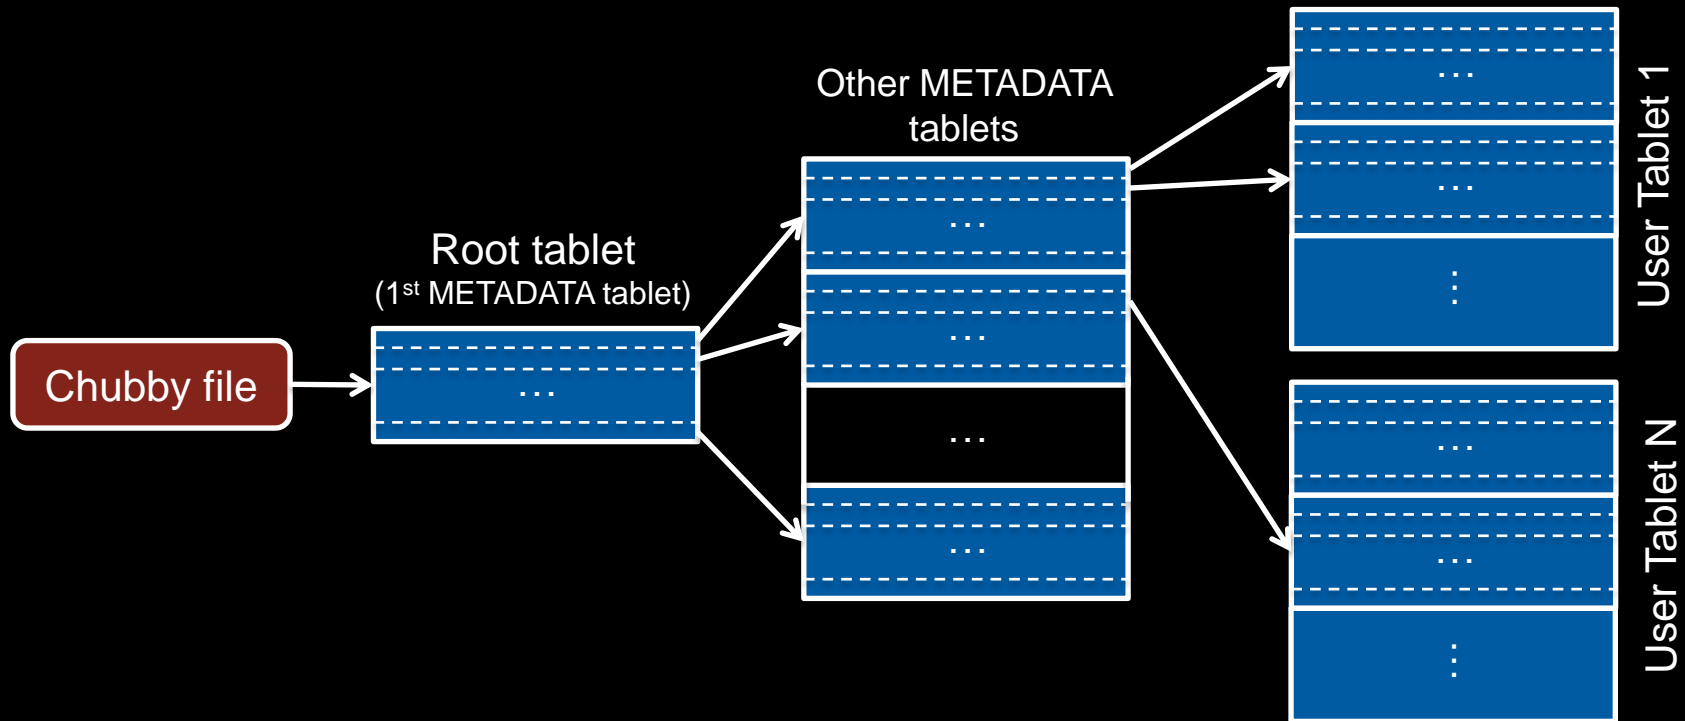 Chubby file
Root tablet
(1st METADATA tablet)
...
Other METADATA
tablets
...
...
...
...
...
...
...
User Tablet 1
...
...
...
User Tablet N